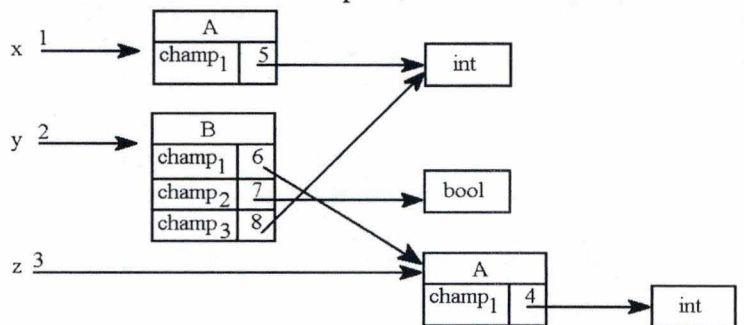 A
x 1
champ1 5
int
B
y 2
champ1 6
champ2 7
bool
champ3 8
z 3
A
champ1 4
int